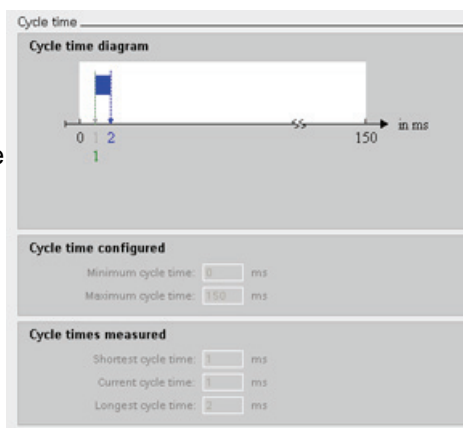 Cycle time
Cycle time diagram
in ms
0 1 2 150
1
e
Cycle time configured
Minimum cycle time: 0 ms
Maximum cycle time: 150 ms
Cycle times measured
Shortest cycle time: 1 ms
Current cycle time: 1 ms
Longest cycle time: 2 ms